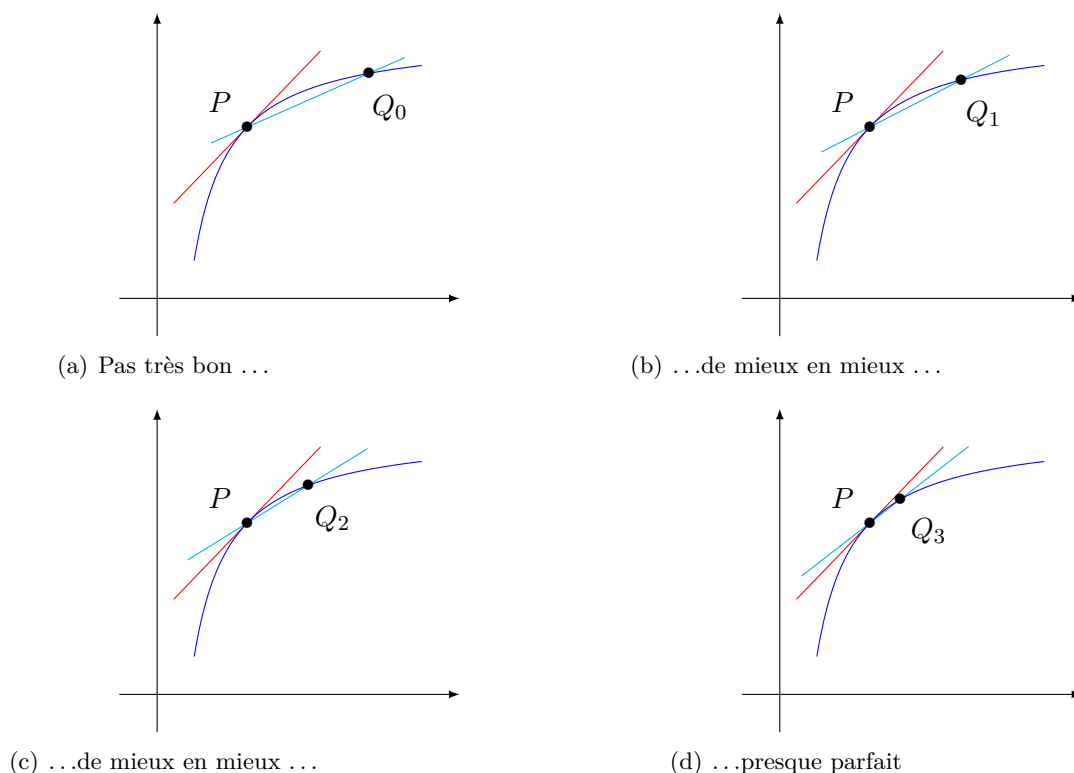 P
Q₀
P
Q₁
(a) Pas très bon ...
(b) ...de mieux en mieux ...
P
Q₂
P
Q₃
(c) ...de mieux en mieux ...
(d) ...presque parfait